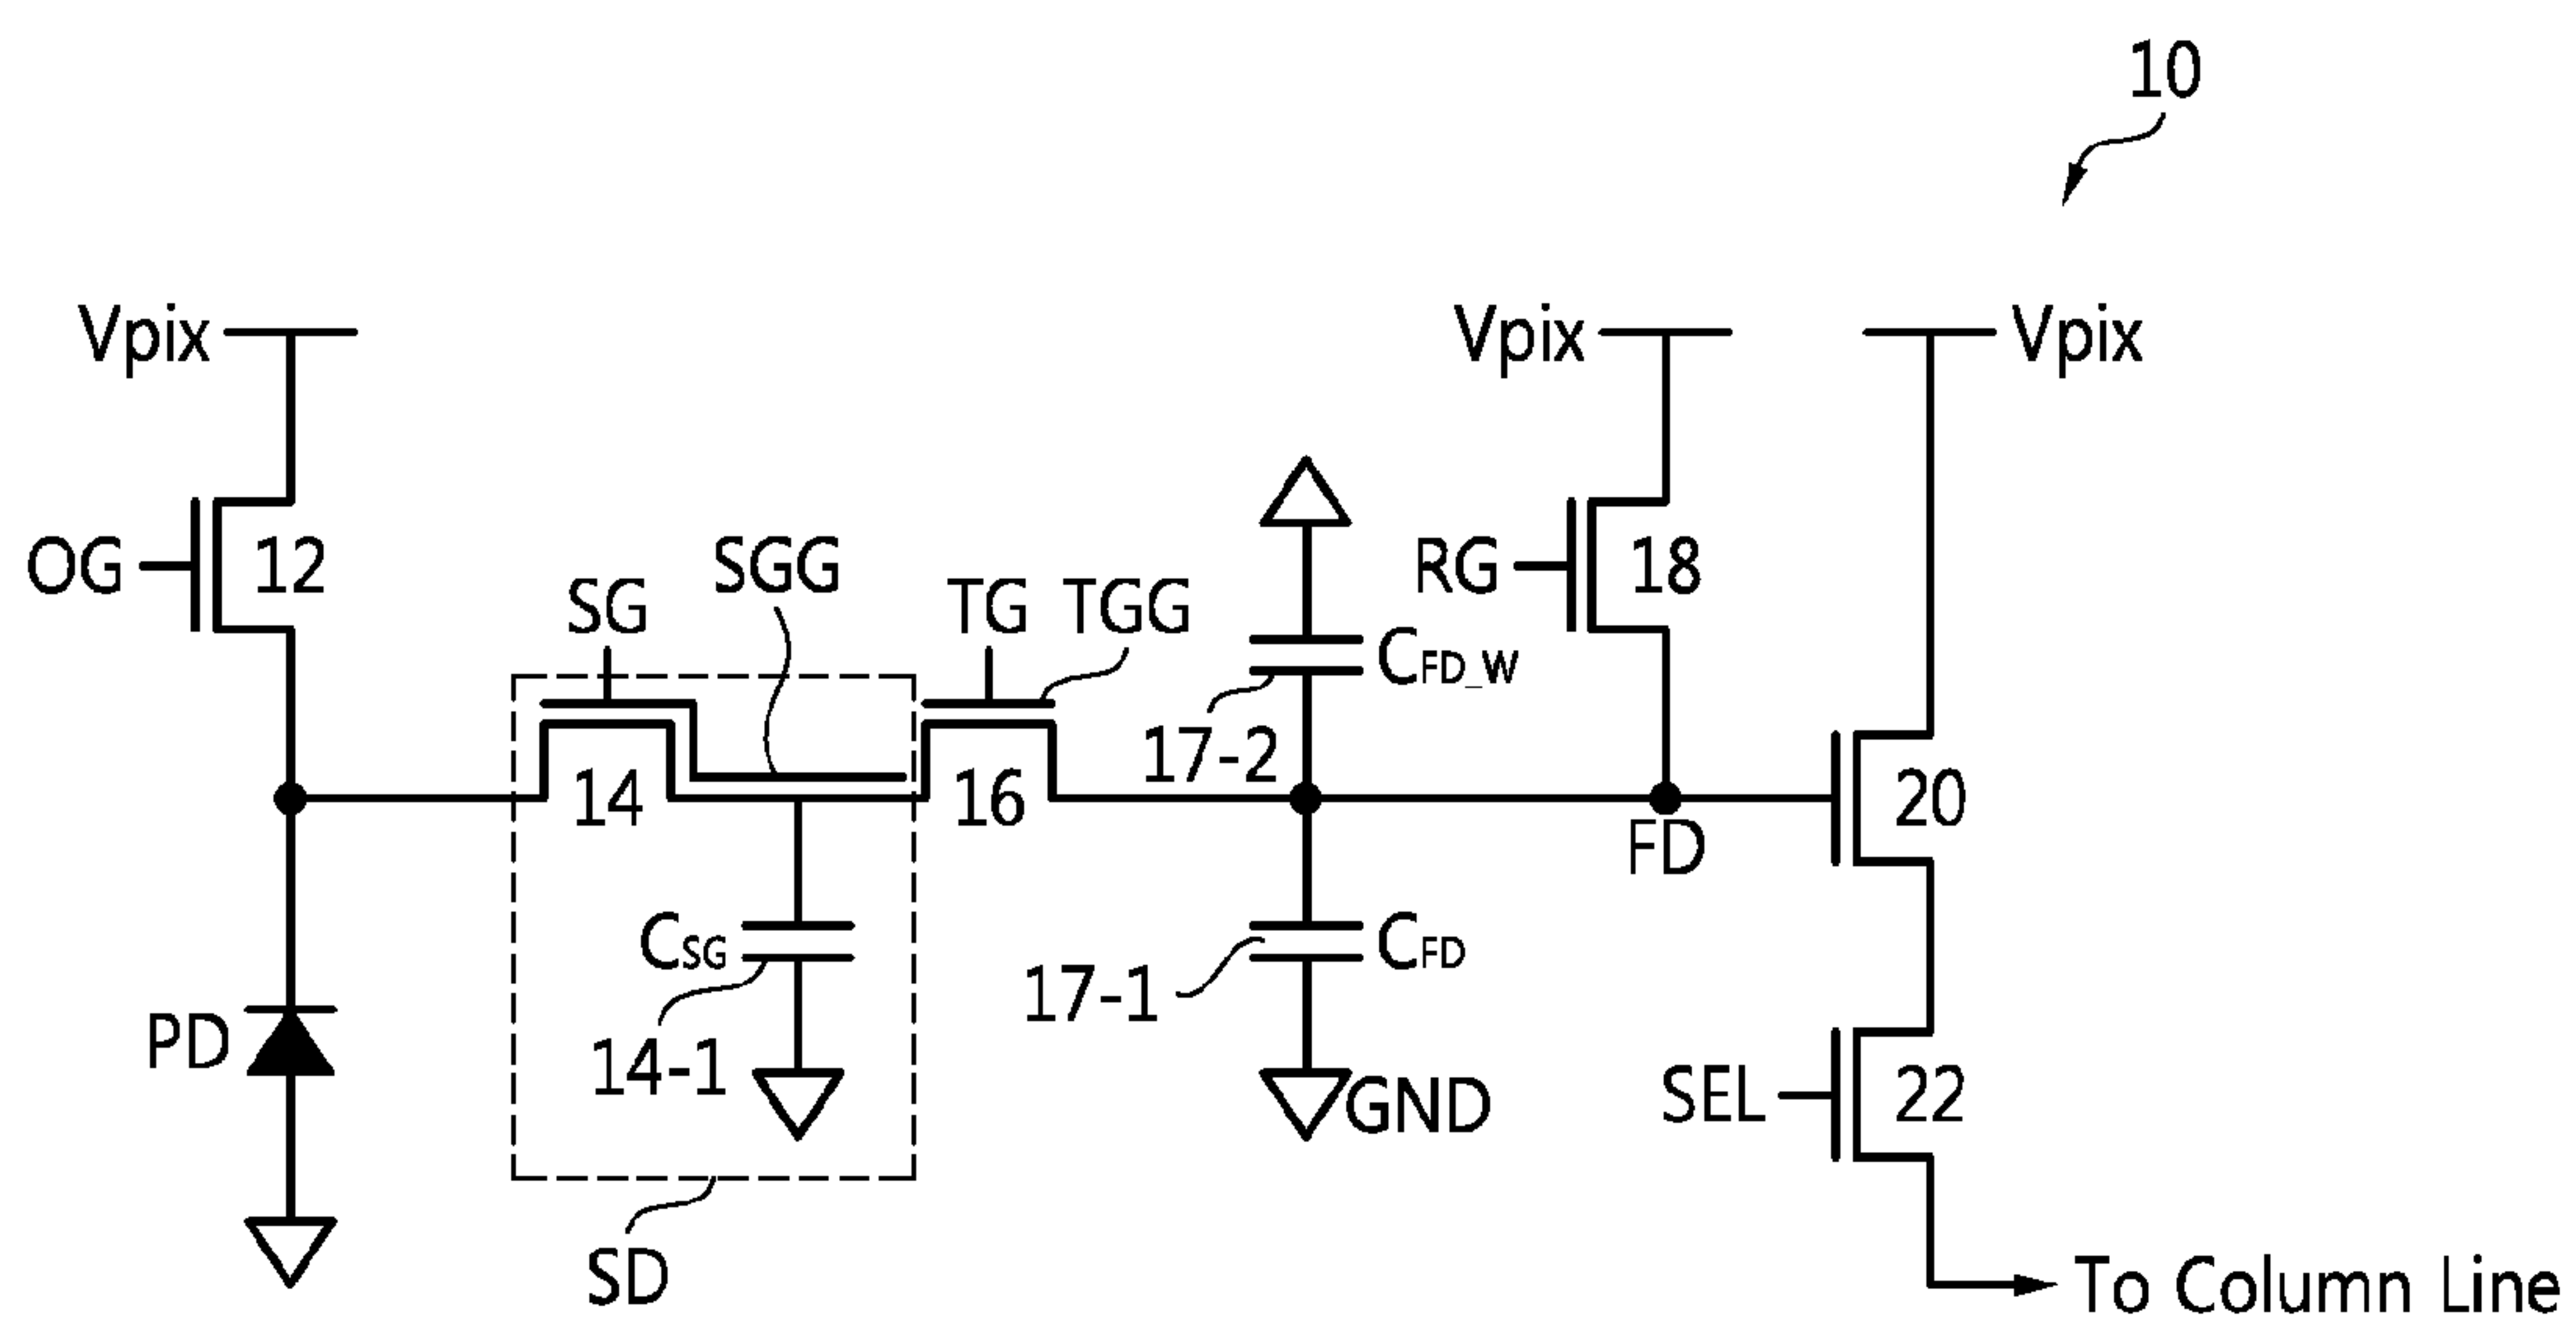 10
Vpix
Vpix
Vpix
OG
12
SG
SGG
TG
TGG
RG
18
CFD_W
17-2
14
16
FD
20
CSG
14-1
CFD
17-1
GND
PD
SEL
22
SD
To Column Line